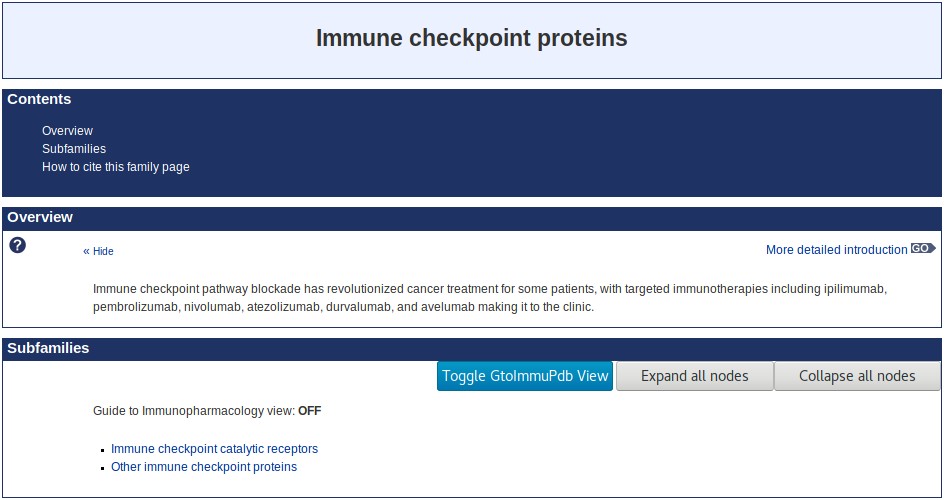 Immune checkpoint proteins
Contents
Overview
Subfamilies
How to cite this family page
Overview
?
« Hide
More detailed introduction GO
Immune checkpoint pathway blockade has revolutionized cancer treatment for some patients, with targeted immunotherapies including ipilimumab,
pembrolizumab, nivolumab, atezolizumab, durvalumab, and avelumab making it to the clinic.
Subfamilies
Toggle GtoImmuPdb View Expand all nodes Collapse all nodes
Guide to Immunopharmacology view: OFF
Immune checkpoint catalytic receptors
Other immune checkpoint proteins